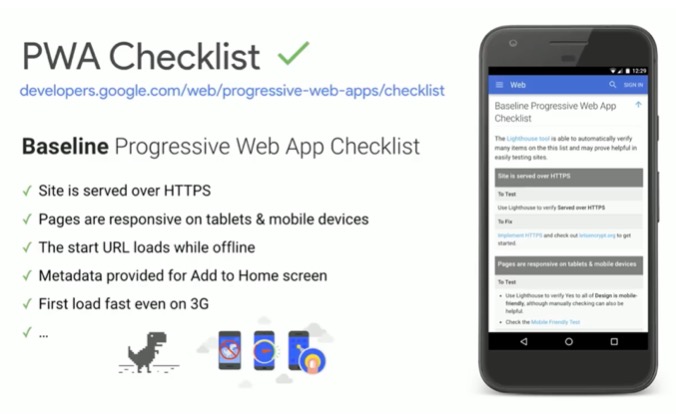 PWA Checklist
developers.google.com/web/progressive-web-apps/checklist
Baseline Progressive Web App Checklist
Site is served over HTTPS
Pages are responsive on tablets & mobile devices
The start URL loads while offline
Metadata provided for Add to Home screen
First load fast even on 3G
...
12:29
Web
SIGN IN
Baseline Progressive Web App
Checklist
The Lighthouse tool is able to automatically verify
many items on the this list and may prove helpful in
easily testing sites.
Site is served over HTTPS
To Test
Use Lighthouse to verify Served over HTTPS
To Fix
Implement HTTPS and check out letsencrypt.org to get
started.
Pages are responsive on tablets & mobile devices
To Test
• Use Lighthouse to verify Yes to all of Design is mobile-
friendly, although manually checking can also be
helpful.
• Check the Mobile-Friendly Test